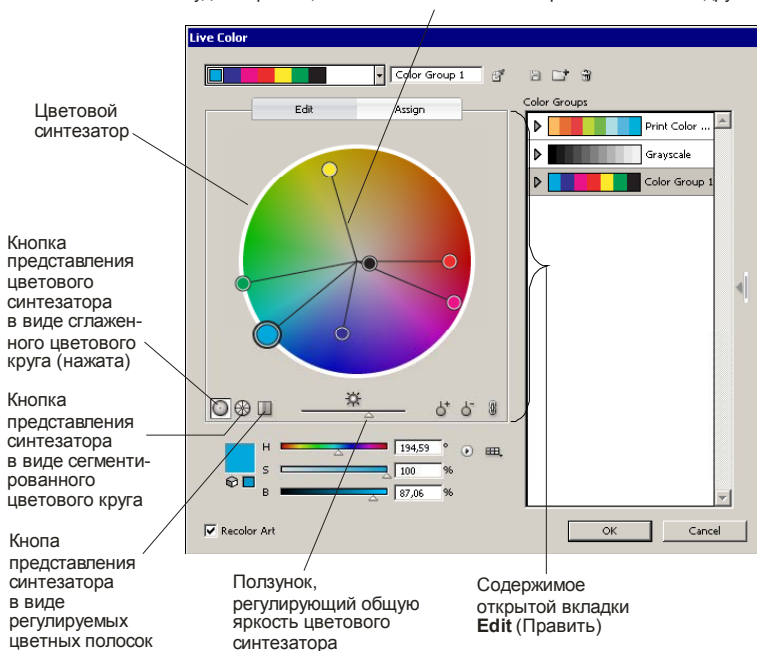 Live Color
Color Group 1
Edit
Assign
Color Groups
Print Color ...
Grayscale
Color Group 1
Цветовой
синтезатор
Кнопка
представления
цветового
синтезатора
в виде сглажен-
ного цветового
круга (нажата)
Кнопка
представления
синтезатора
в виде сегменти-
рованного
цветового круга
Кнопа
представления
синтезатора
в виде
регулируемых
цветных полосок
H 194,59 °
S 100 %
B 87,06 %
Recolor Art
OK
Cancel
Ползунок,
регулирующий общую
яркость цветового
синтезатора
Содержимое
открытой вкладки
Edit (Править)